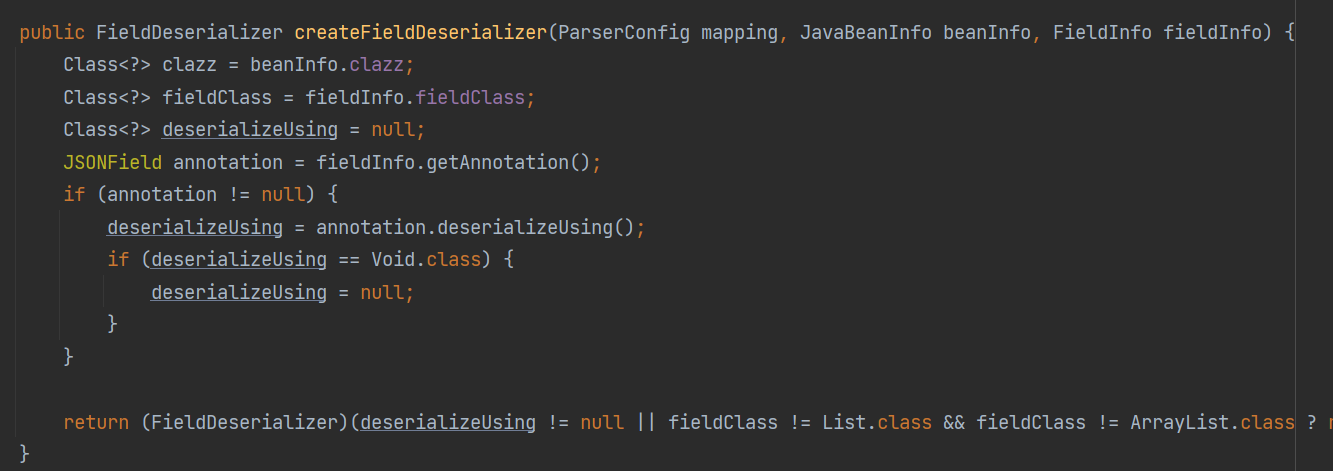 public FieldDeserializer createFieldDeserializer(ParserConfig mapping, JavaBeanInfo beanInfo, FieldInfo fieldInfo) {
    Class<?> clazz = beanInfo.clazz;
    Class<?> fieldClass = fieldInfo.fieldClass;
    Class<?> deserializeUsing = null;
    JSONField annotation = fieldInfo.getAnnotation();
    if (annotation != null) {
        deserializeUsing = annotation.deserializeUsing();
        if (deserializeUsing == Void.class) {
            deserializeUsing = null;
        }
    }
    return (FieldDeserializer)(deserializeUsing != null || fieldClass != List.class && fieldClass != ArrayList.class ?
}